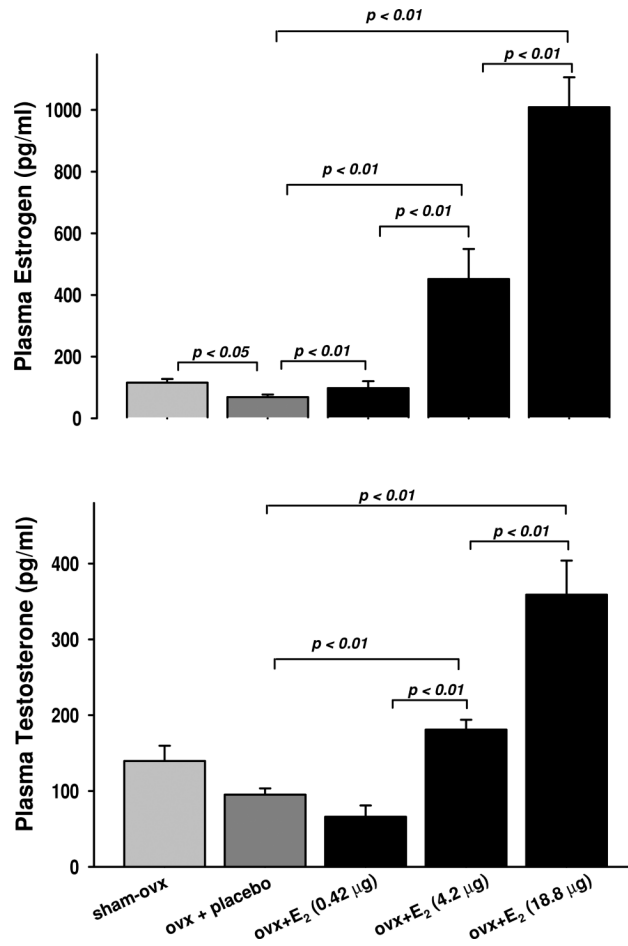 p < 0.01
p < 0.01
1000
Plasma Estrogen (pg/ml)
800
p < 0.01
600
p < 0.01
400
p < 0.05
p < 0.01
200
0
p < 0.01
p < 0.01
400
Plasma Testosterone (pg/ml)
300
p < 0.01
p < 0.01
200
100
0
sham-ovx
ovx + placebo
ovx+E₂ (0.42 μg)
ovx+E₂ (4.2 μg)
ovx+E₂ (18.8 μg)